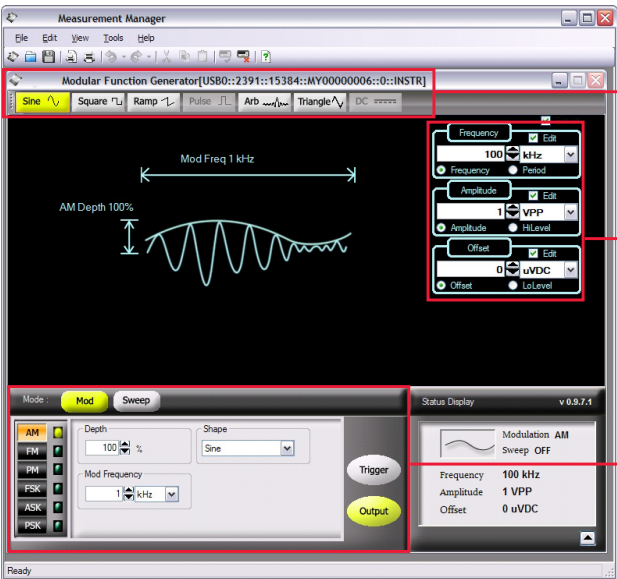 Measurement Manager
File Edit View Tools Help
Modular Function Generator[USB0::2391::15384::MY00000006::0::INSTR]
Sine Square Ramp Pulse Arb Triangle DC
Frequency
Edit
100 kHz
Frequency Period
Amplitude
Edit
1 VPP
Amplitude HiLevel
Offset
Edit
0 uVDC
Offset LoLevel
Mod Freq 1 kHz
AM Depth 100%
Mode : Mod Sweep
AM
FM
PM
FSK
ASK
PSK
Depth
100 %
Shape
Sine
Mod Frequency
1 kHz
Trigger
Output
Status Display v 0.9.7.1
Modulation AM
Sweep OFF
Frequency 100 kHz
Amplitude 1 VPP
Offset 0 uVDC
Ready